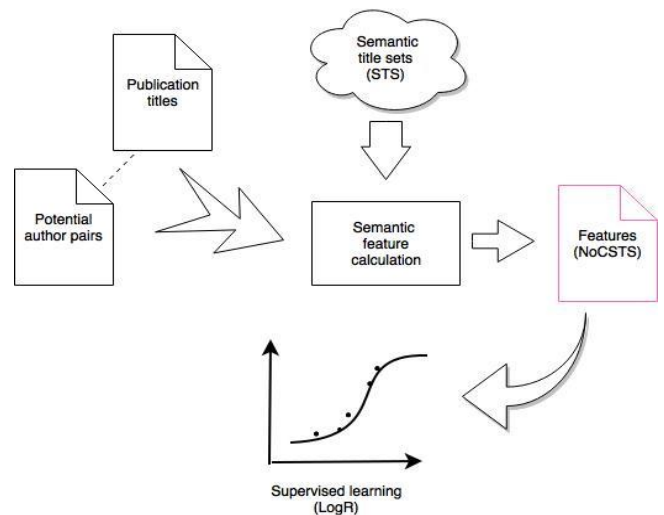 Publication
titles
Semantic
title sets
(STS)
Potential
author pairs
Semantic
feature
calculation
Features
(NoCSTS)
Supervised learning
(LogR)